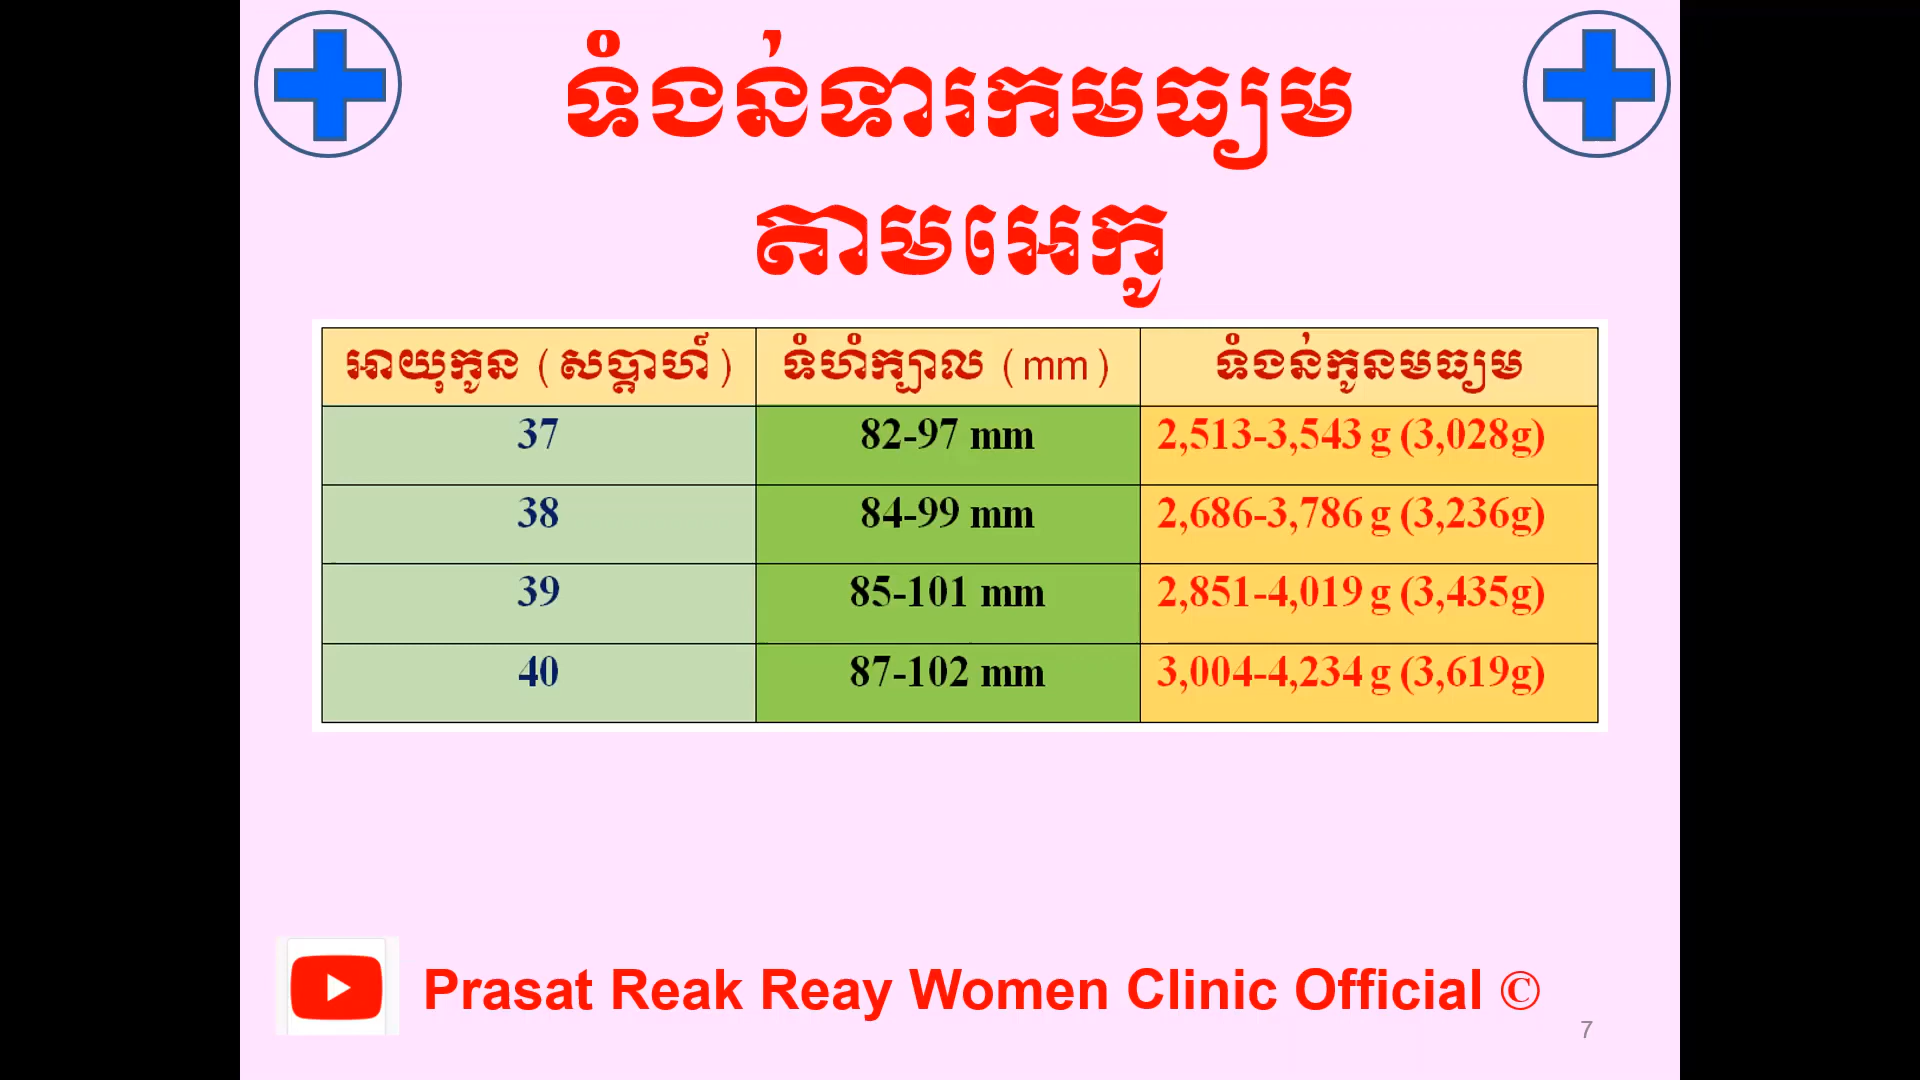 ទំងន់ទារកមធ្យម
តាមអេកូ
អាយុកូន (សប្តាហ៍) ទំហំក្បាល (mm) ទំងន់កូនមធ្យម
37 82-97 mm 2,513-3,543 g (3,028g)
38 84-99 mm 2,686-3,786 g (3,236g)
39 85-101 mm 2,851-4,019 g (3,435g)
40 87-102 mm 3,004-4,234 g (3,619g)
Prasat Reak Reay Women Clinic Official ©
7